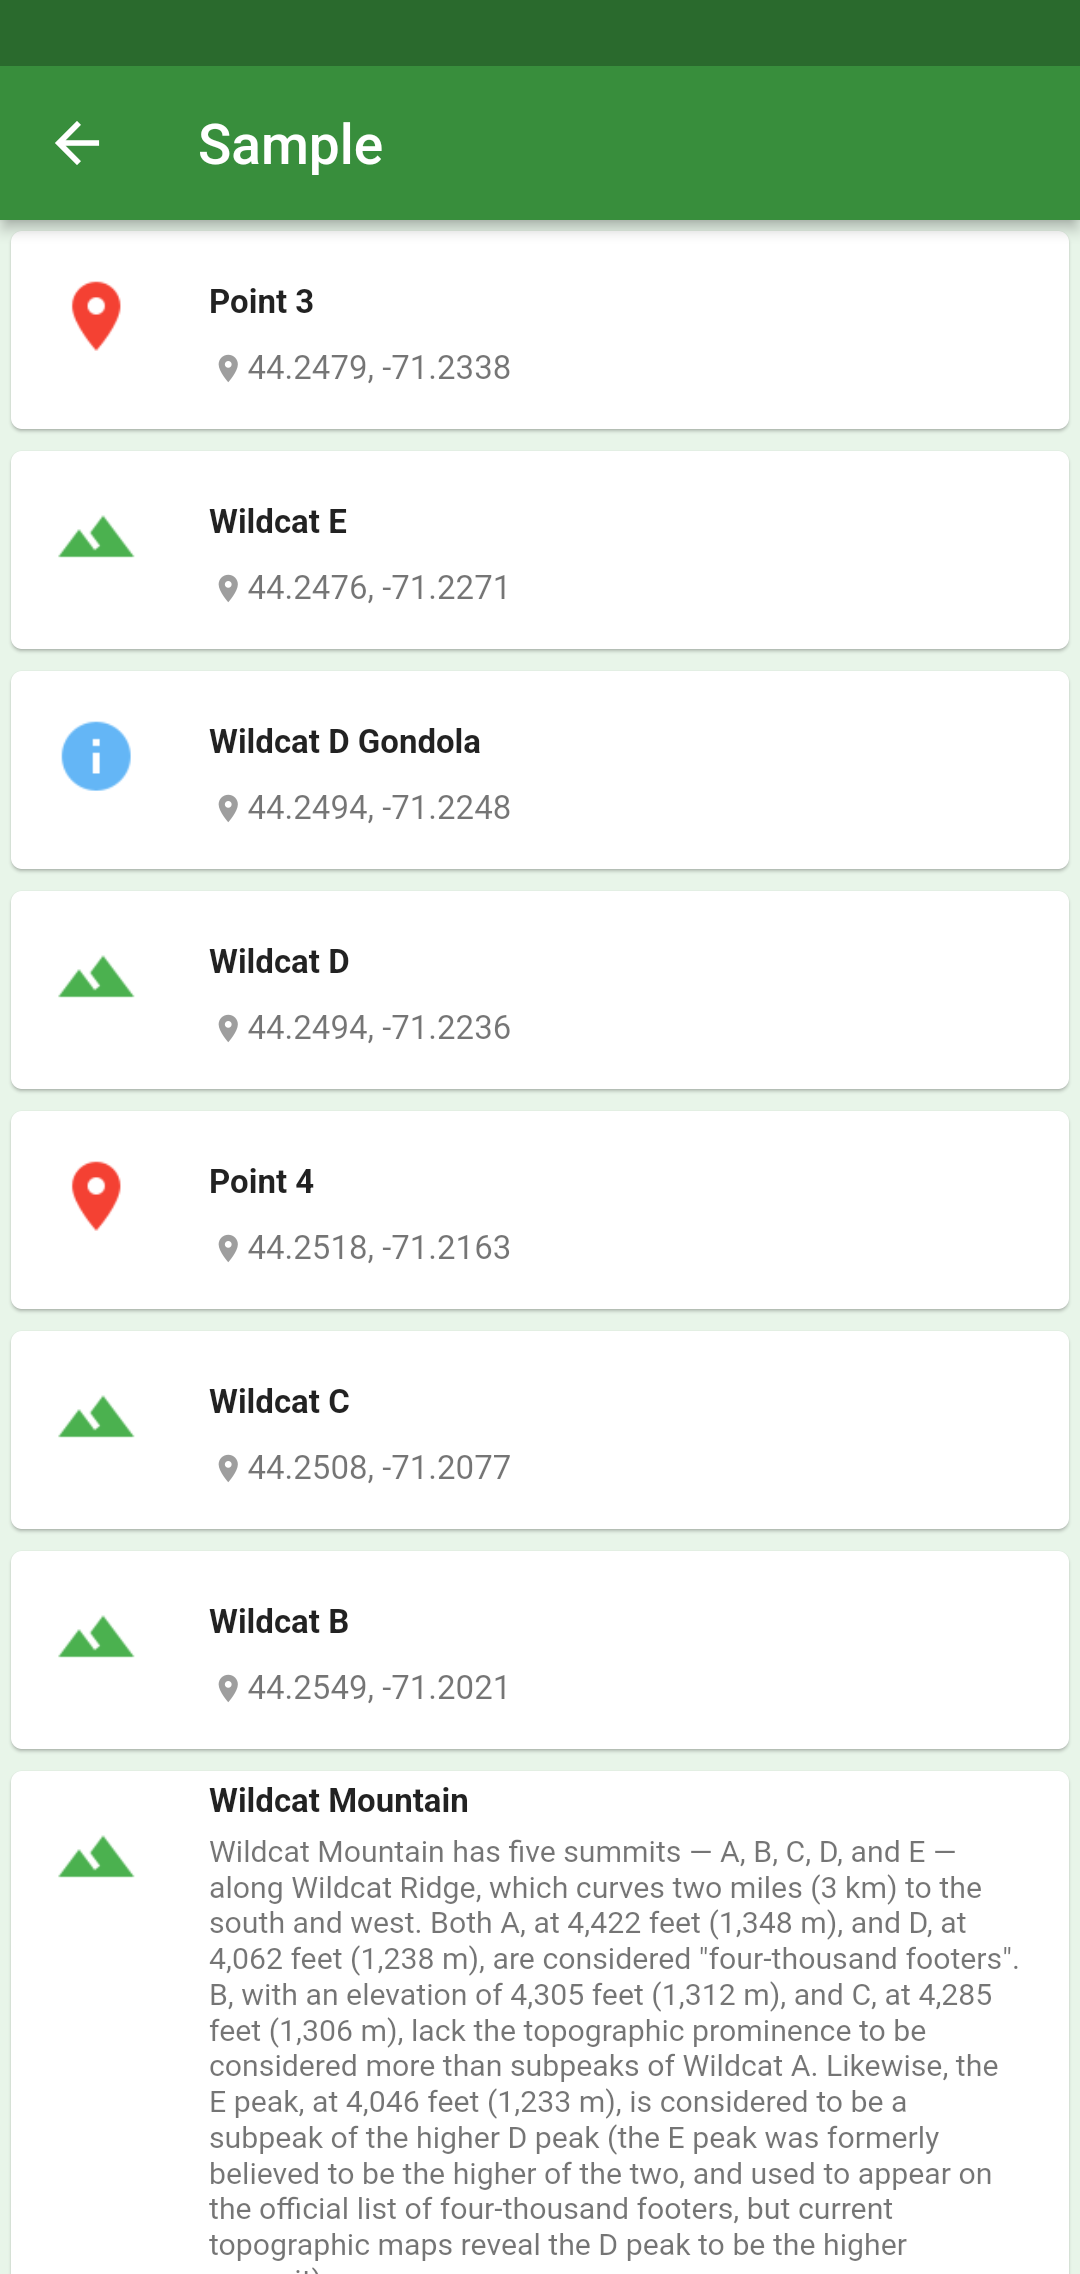 Sample
Point 3
44.2479, -71.2338
Wildcat E
44.2476, -71.2271
Wildcat D Gondola
44.2494, -71.2248
Wildcat D
44.2494, -71.2236
Point 4
44.2518, -71.2163
Wildcat C
44.2508, -71.2077
Wildcat B
44.2549, -71.2021
Wildcat Mountain
Wildcat Mountain has five summits — A, B, C, D, and E —
along Wildcat Ridge, which curves two miles (3 km) to the
south and west. Both A, at 4,422 feet (1,348 m), and D, at
4,062 feet (1,238 m), are considered "four-thousand footers".
B, with an elevation of 4,305 feet (1,312 m), and C, at 4,285
feet (1,306 m), lack the topographic prominence to be
considered more than subpeaks of Wildcat A. Likewise, the
E peak, at 4,046 feet (1,233 m), is considered to be a
subpeak of the higher D peak (the E peak was formerly
believed to be the higher of the two, and used to appear on
the official list of four-thousand footers, but current
topographic maps reveal the D peak to be the higher